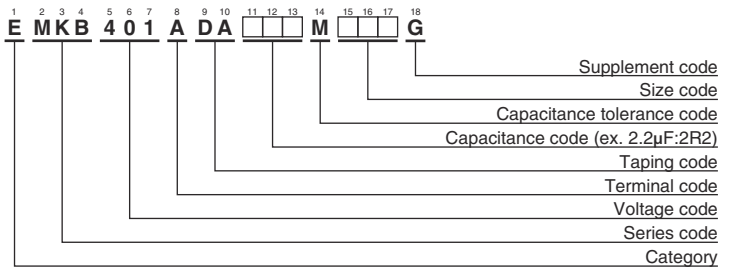 1 2 3 4 5 6 7 8 9 10 11 12 13 14 15 16 17 18
E MKB 401 A DA □□□ M □□□ G
Supplement code
Size code
Capacitance tolerance code
Capacitance code (ex. 2.2μF:2R2)
Taping code
Terminal code
Voltage code
Series code
Category